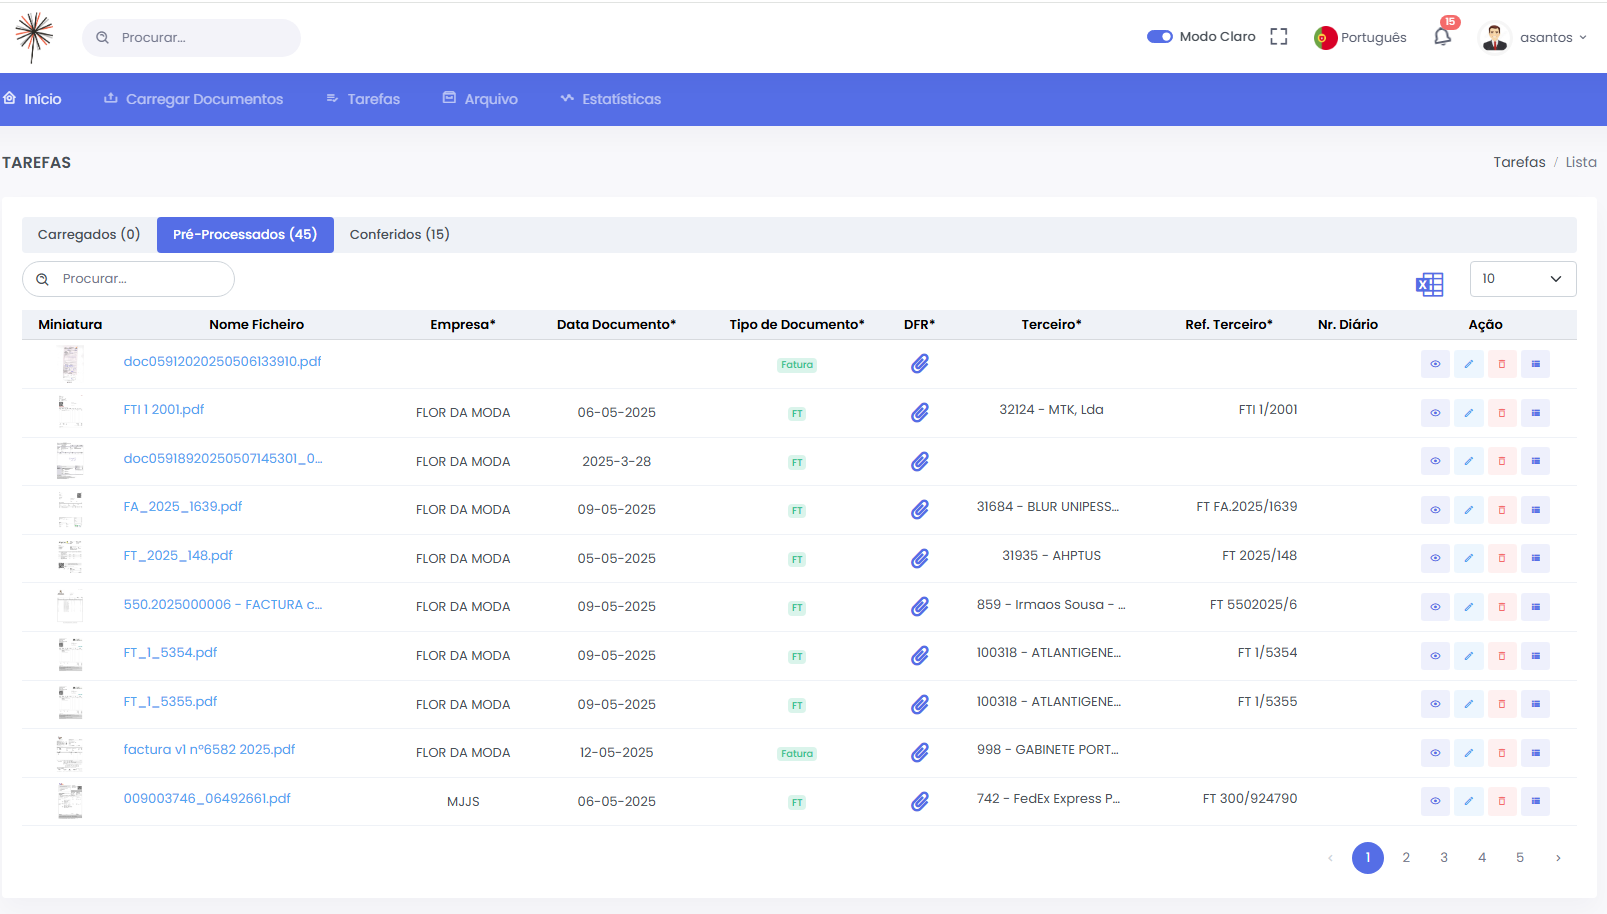 Procurar...
Modo Claro
Português
15
asantos
Início
Carregar Documentos
Tarefas
Arquivo
Estatísticas
TAREFAS
Tarefas / Lista
Carregados (0)
Pré-Processados (45)
Conferidos (15)
Procurar...
10
Miniatura Nome Ficheiro Empresa* Data Documento* Tipo de Documento* DFR* Terceiro* Ref. Terceiro* Nr. Diário Ação
doc05912020250506133910.pdf Fatura
FTI 1 2001.pdf FLOR DA MODA 06-05-2025 FT 32124 - MTK, Lda FTI 1/2001
doc05918920250507145301_0... FLOR DA MODA 2025-3-28 FT
FA_2025_1639.pdf FLOR DA MODA 09-05-2025 FT 31684 - BLUR UNIPESS... FT FA.2025/1639
FT_2025_148.pdf FLOR DA MODA 05-05-2025 FT 31935 - AHPTUS FT 2025/148
550.2025000006 - FACTURA c... FLOR DA MODA 09-05-2025 FT 859 - Irmaos Sousa - ... FT 5502025/6
FT_1_5354.pdf FLOR DA MODA 09-05-2025 FT 100318 - ATLANTIGENE... FT 1/5354
FT_1_5355.pdf FLOR DA MODA 09-05-2025 FT 100318 - ATLANTIGENE... FT 1/5355
factura v1 nº6582 2025.pdf FLOR DA MODA 12-05-2025 Fatura 998 - GABINETE PORT...
009003746_06492661.pdf MJJS 06-05-2025 FT 742 - FedEx Express P... FT 300/924790
‹ 1 2 3 4 5 ›